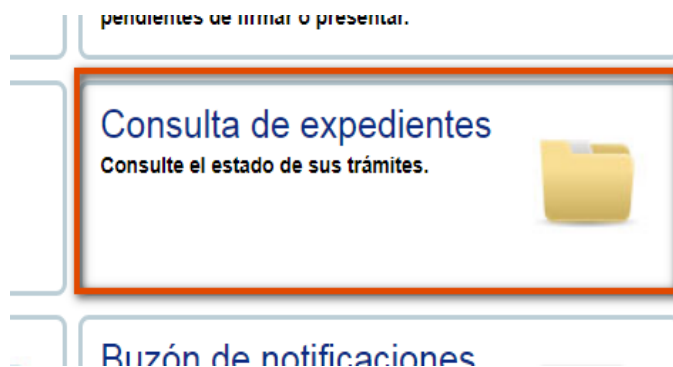 pendientes de firmar o presentar.
Consulta de expedientes
Consulte el estado de sus trámites.
Buzón de notificaciones